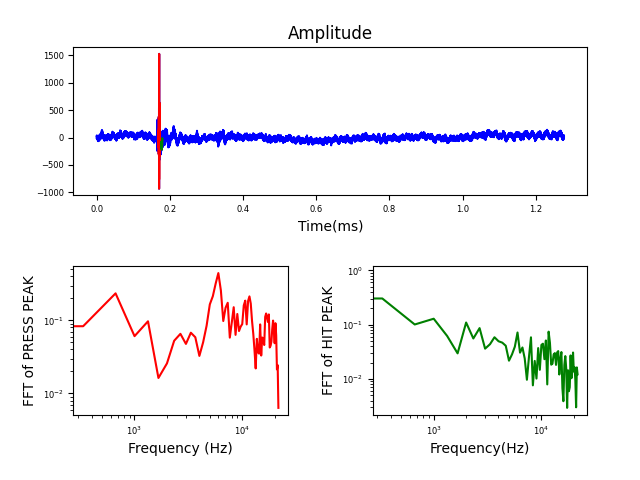 Amplitude
1500
1000
500
0
−500
−1000
0.0 0.2 0.4 0.6 0.8 1.0 1.2
Time(ms)
FFT of PRESS PEAK
10⁻¹
10⁻²
10³ 10⁴
Frequency (Hz)
FFT of HIT PEAK
10⁰
10⁻¹
10⁻²
10³ 10⁴
Frequency(Hz)